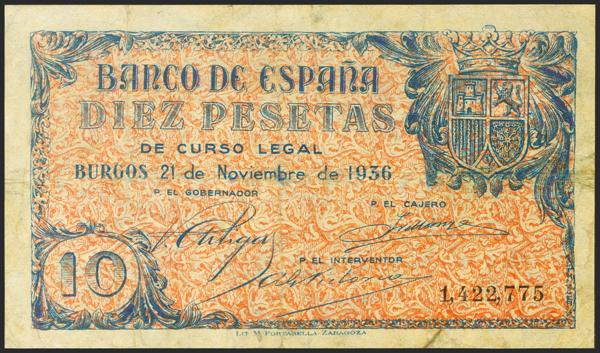 BANCO DE ESPAÑA
DIEZ PESETAS
DE CURSO LEGAL
BURGOS 21 de Noviembre de 1936
P. EL GOBERNADOR
P. EL CAJERO
P. EL INTERVENTOR
10
1,422,775
LIT. M. PORTABELLA-ZARAGOZA